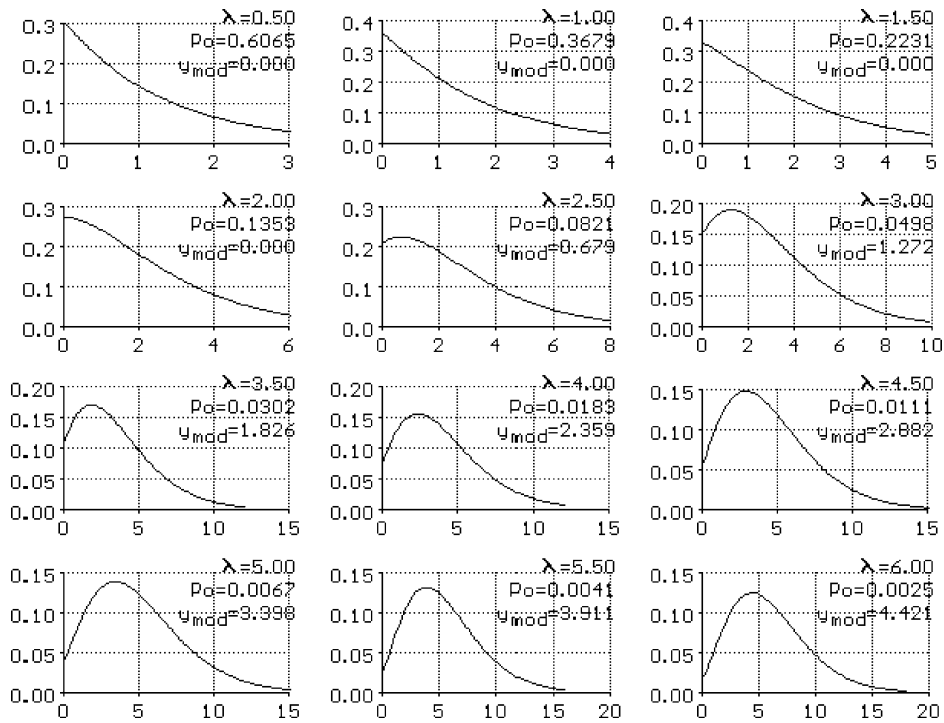 λ=0.50
Po=0.6065
ymod=0.000
0.3
0.2
0.1
0.0
0 1 2 3
λ=1.00
Po=0.3679
ymod=0.000
0.4
0.3
0.2
0.1
0.0
0 1 2 3 4
λ=1.50
Po=0.2231
ymod=0.000
0.4
0.3
0.2
0.1
0.0
0 1 2 3 4 5
λ=2.00
Po=0.1353
ymod=0.000
0.3
0.2
0.1
0.0
0 2 4 6
λ=2.50
Po=0.0821
ymod=0.679
0.3
0.2
0.1
0.0
0 2 4 6 8
λ=3.00
Po=0.0498
ymod=1.272
0.20
0.15
0.10
0.05
0.00
0 2 4 6 8 10
λ=3.50
Po=0.0302
ymod=1.826
0.20
0.15
0.10
0.05
0.00
0 5 10 15
λ=4.00
Po=0.0183
ymod=2.359
0.20
0.15
0.10
0.05
0.00
0 5 10 15
λ=4.50
Po=0.0111
ymod=2.882
0.15
0.10
0.05
0.00
0 5 10 15
λ=5.00
Po=0.0067
ymod=3.398
0.15
0.10
0.05
0.00
0 5 10 15
λ=5.50
Po=0.0041
ymod=3.911
0.15
0.10
0.05
0.00
0 5 10 15 20
λ=6.00
Po=0.0025
ymod=4.421
0.15
0.10
0.05
0.00
0 5 10 15 20